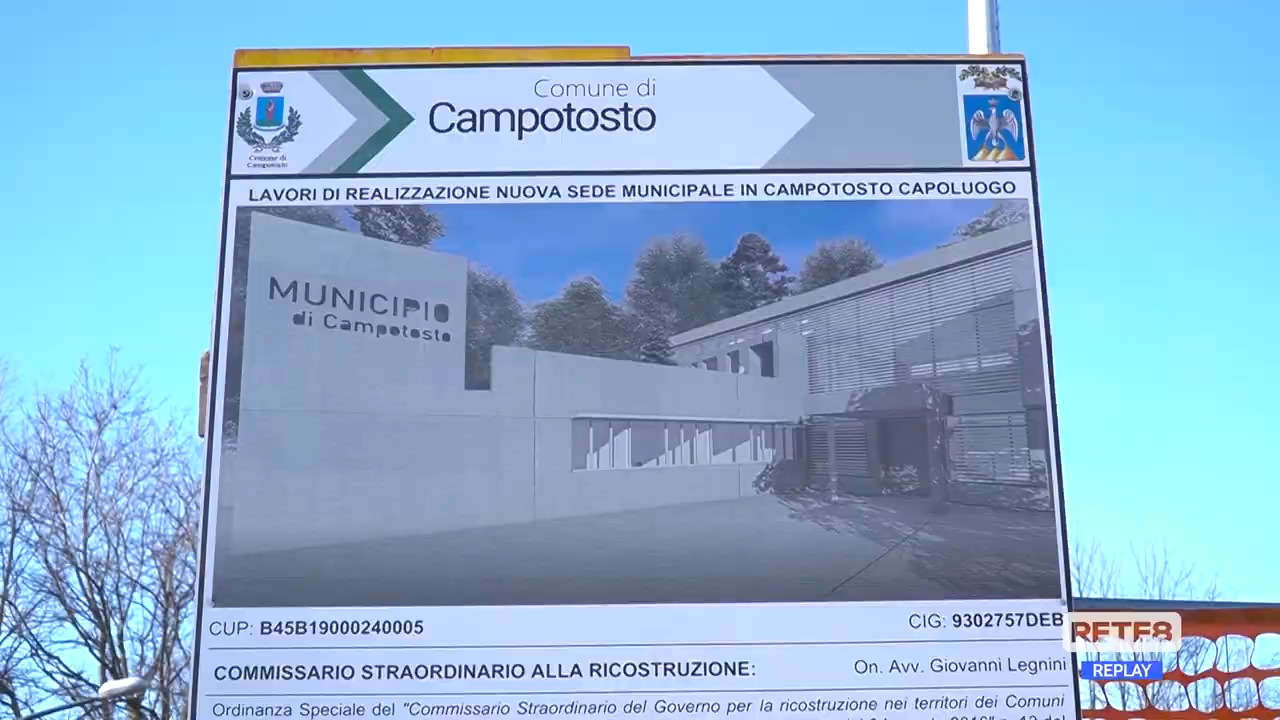 Comune di
Campotosto
Comune di
Campotosto
LAVORI DI REALIZZAZIONE NUOVA SEDE MUNICIPALE IN CAMPOTOSTO CAPOLUOGO
MUNICIPIO
di Campotosto
CUP: B45B19000240005
CIG: 9302757DEB
COMMISSARIO STRAORDINARIO ALLA RICOSTRUZIONE:
On. Avv. Giovanni Legnini
Ordinanza Speciale del "Commissario Straordinario del Governo per la ricostruzione nei territori dei Comuni
RETE8
REPLAY